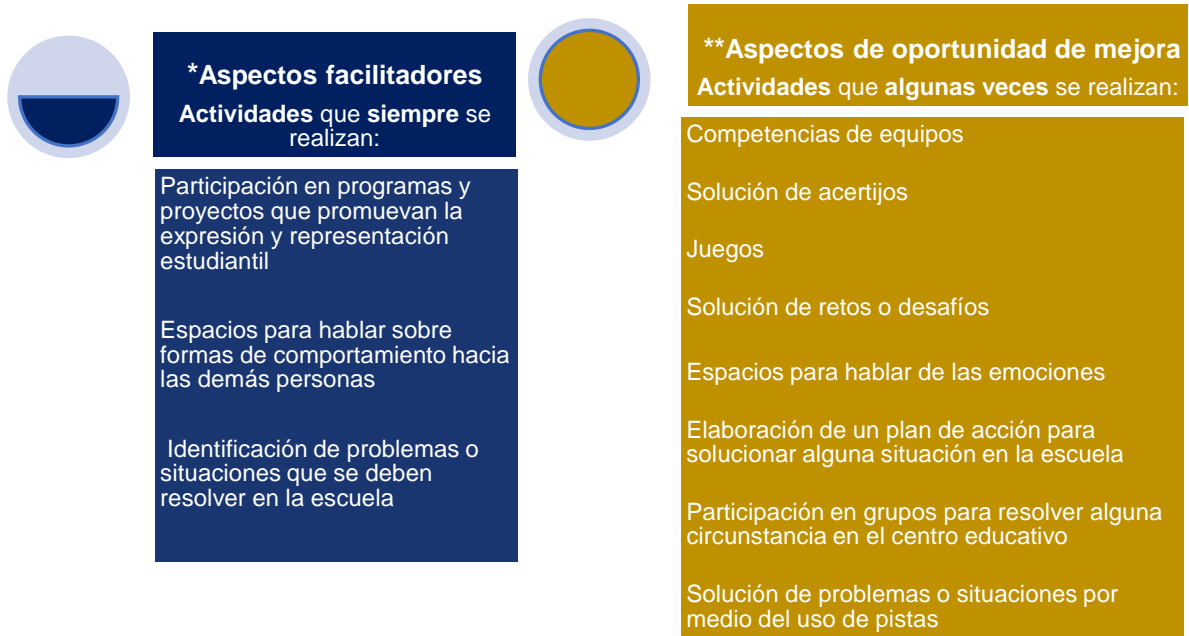 *Aspectos facilitadores
Actividades que siempre se
realizan:
Participación en programas y
proyectos que promuevan la
expresión y representación
estudiantil
Espacios para hablar sobre
formas de comportamiento hacia
las demás personas
Identificación de problemas o
situaciones que se deben
resolver en la escuela
**Aspectos de oportunidad de mejora
Actividades que algunas veces se realizan:
Competencias de equipos
Solución de acertijos
Juegos
Solución de retos o desafíos
Espacios para hablar de las emociones
Elaboración de un plan de acción para
solucionar alguna situación en la escuela
Participación en grupos para resolver alguna
circunstancia en el centro educativo
Solución de problemas o situaciones por
medio del uso de pistas